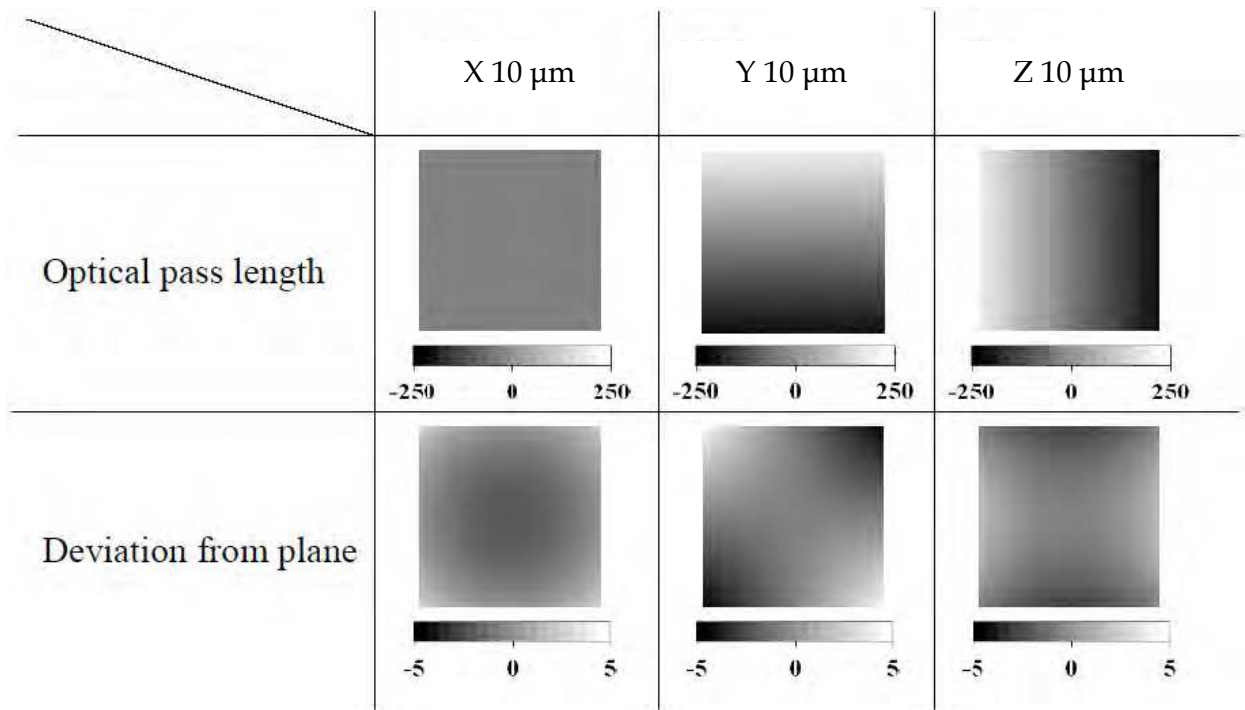 X 10 µm Y 10 µm Z 10 µm
Optical pass length
-250 0 250 -250 0 250 -250 0 250
Deviation from plane
-5 0 5 -5 0 5 -5 0 5